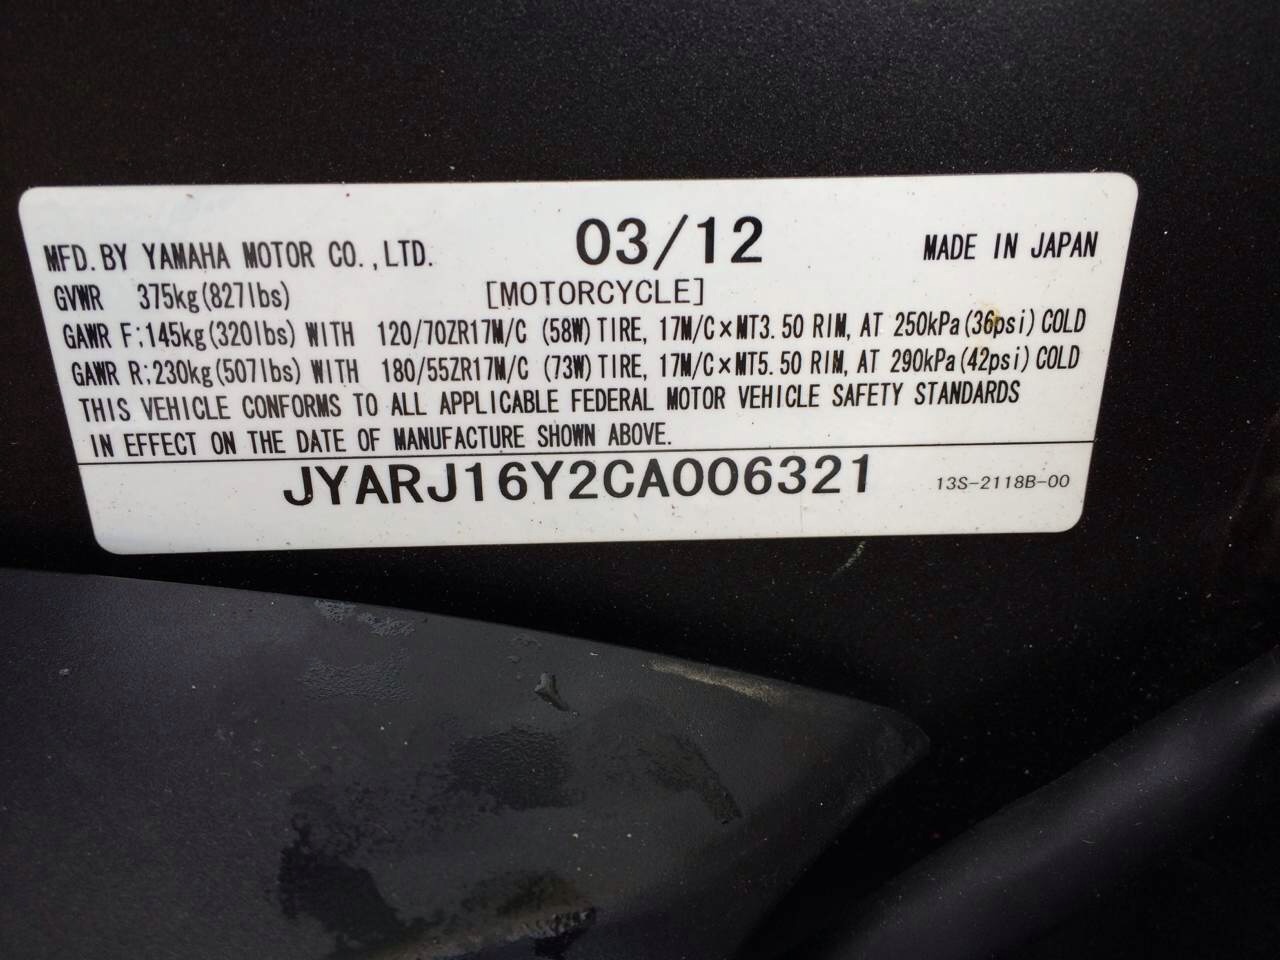 MFD. BY YAMAHA MOTOR CO., LTD. 03/12 MADE IN JAPAN
GVWR 375kg(827lbs) [MOTORCYCLE]
GAWR F:145kg(320lbs) WITH 120/70ZR17M/C (58W) TIRE, 17M/C×MT3.50 RIM, AT 250kPa(36psi) COLD
GAWR R:230kg(507lbs) WITH 180/55ZR17M/C (73W) TIRE, 17M/C×MT5.50 RIM, AT 290kPa(42psi) COLD
THIS VEHICLE CONFORMS TO ALL APPLICABLE FEDERAL MOTOR VEHICLE SAFETY STANDARDS
IN EFFECT ON THE DATE OF MANUFACTURE SHOWN ABOVE.
JYARJ16Y2CA006321 13S-2118B-00